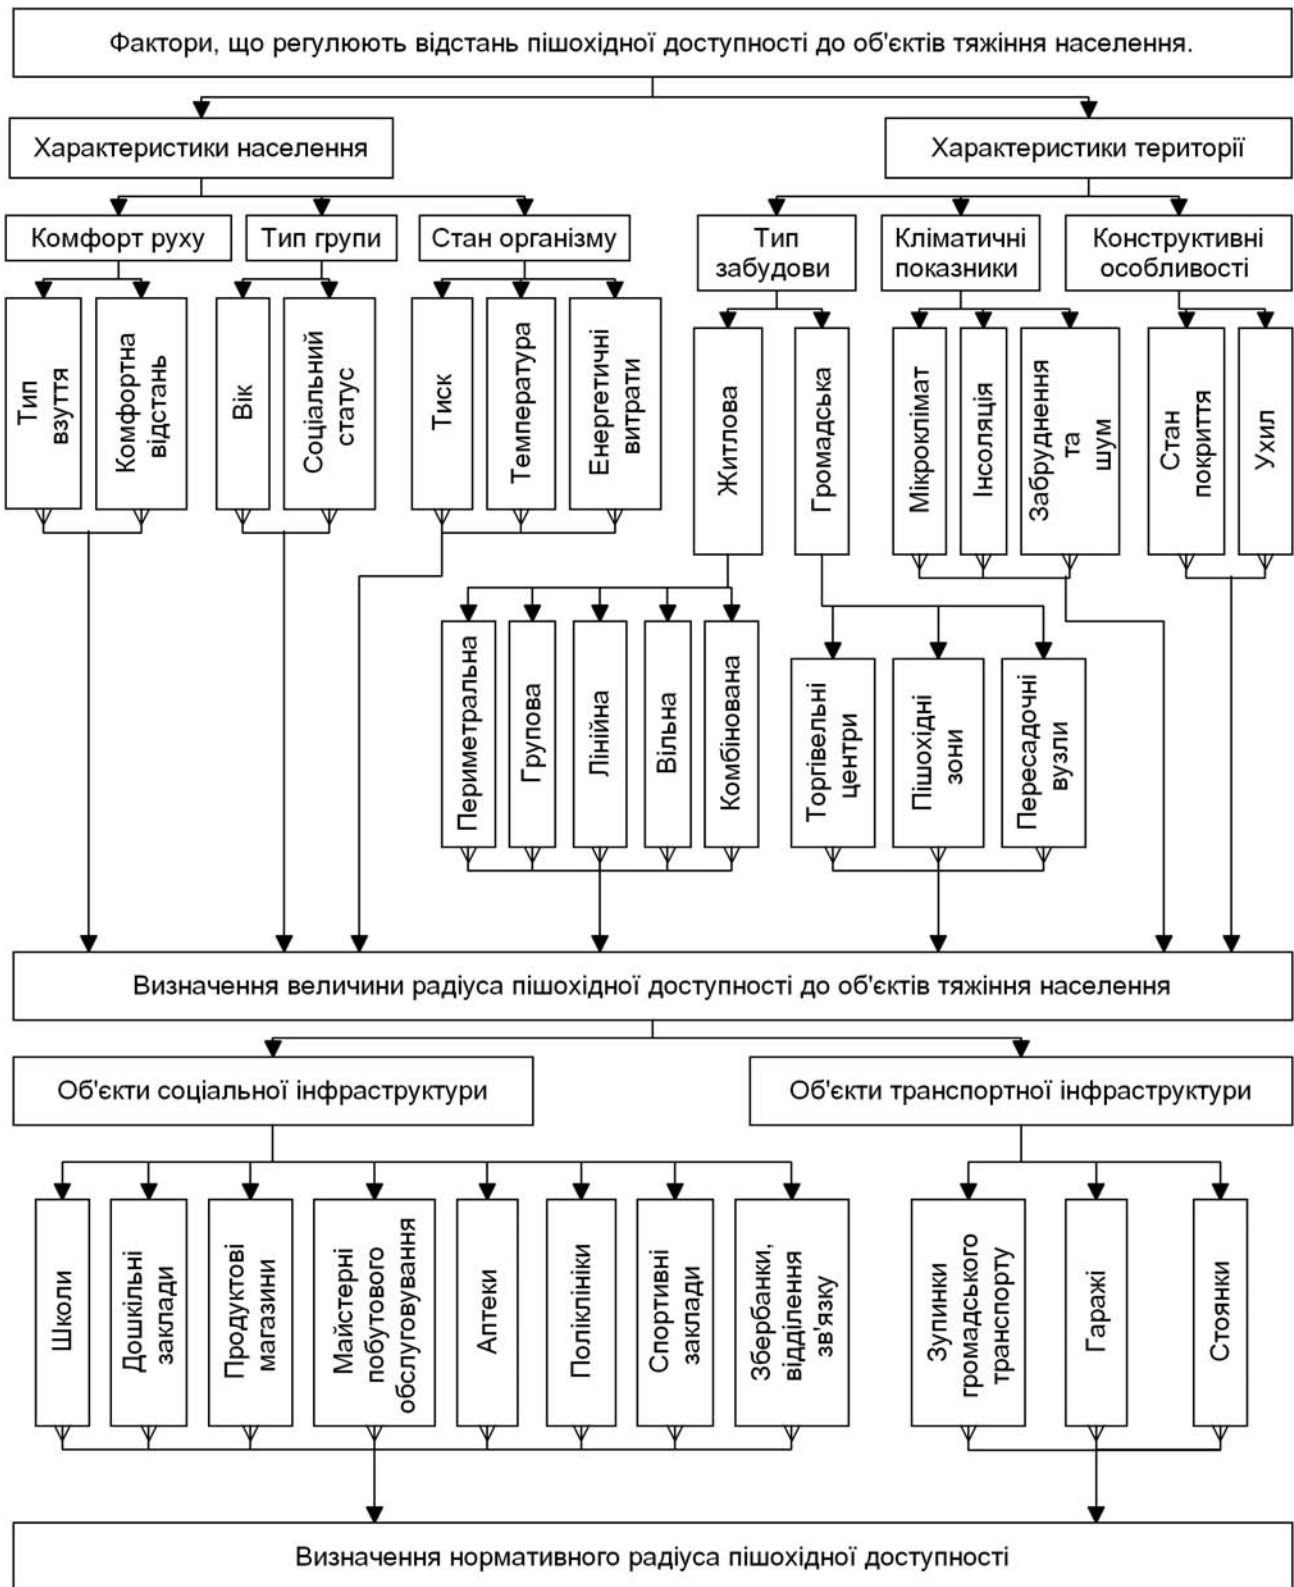 Фактори, що регулюють відстань пішохідної доступності до об'єктів тяжіння населення.
Характеристики населення
Характеристики території
Комфорт руху
Тип групи
Стан організму
Тип
забудови
Кліматичні
показники
Конструктивні
особливості
Тип
взуття
Комфортна
відстань
Вік
Соціальний
статус
Тиск
Температура
Енергетичні
витрати
Житлова
Громадська
Мікроклімат
Інсоляція
Забруднення
та
шум
Стан
покриття
Ухил
Периметральна
Групова
Лінійна
Вільна
Комбінована
Торгівельні
центри
Пішохідні
зони
Пересадочні
вузли
Визначення величини радіуса пішохідної доступності до об'єктів тяжіння населення
Об'єкти соціальної інфраструктури
Об'єкти транспортної інфраструктури
Школи
Дошкільні
заклади
Продуктові
магазини
Майстерні
побутового
обслуговування
Аптеки
Поліклініки
Спортивні
заклади
Збербанки,
відділення
зв'язку
Зупинки
громадського
транспорту
Гаражі
Стоянки
Визначення нормативного радіуса пішохідної доступності